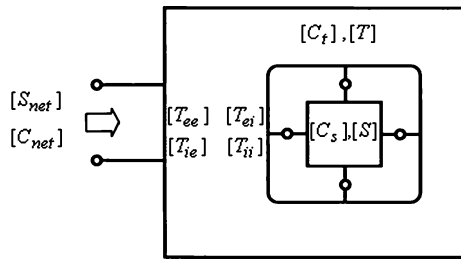 [C_t],[T]
[S_net]
[C_net]
[T_ee] [T_ei]
[T_ie] [T_ii]
[C_s],[S]